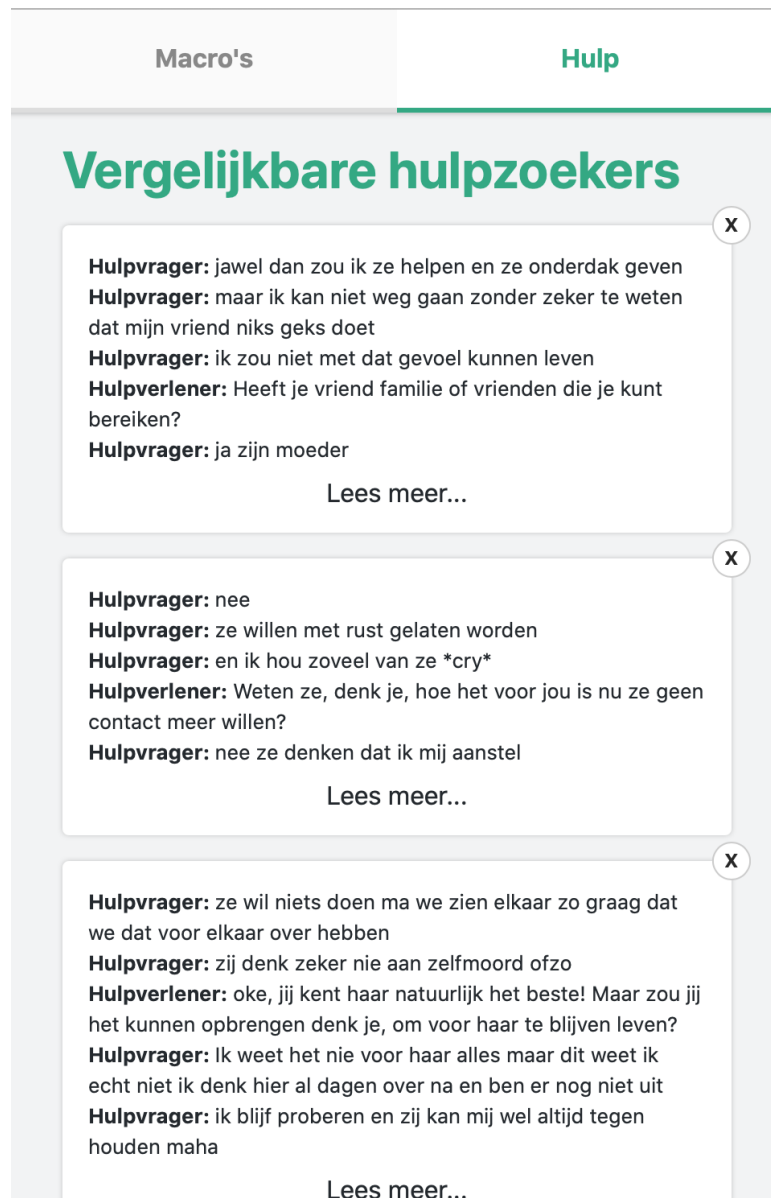 Macro's
Hulp
Vergelijkbare hulpzoekers
X
Hulpvrager: jawel dan zou ik ze helpen en ze onderdak geven
Hulpvrager: maar ik kan niet weg gaan zonder zeker te weten
dat mijn vriend niks geks doet
Hulpvrager: ik zou niet met dat gevoel kunnen leven
Hulpverlener: Heeft je vriend familie of vrienden die je kunt
bereiken?
Hulpvrager: ja zijn moeder
Lees meer...
X
Hulpvrager: nee
Hulpvrager: ze willen met rust gelaten worden
Hulpvrager: en ik hou zoveel van ze *cry*
Hulpverlener: Weten ze, denk je, hoe het voor jou is nu ze geen
contact meer willen?
Hulpvrager: nee ze denken dat ik mij aanstel
Lees meer...
X
Hulpvrager: ze wil niets doen ma we zien elkaar zo graag dat
we dat voor elkaar over hebben
Hulpvrager: zij denk zeker nie aan zelfmoord ofzo
Hulpverlener: oke, jij kent haar natuurlijk het beste! Maar zou jij
het kunnen opbrengen denk je, om voor haar te blijven leven?
Hulpvrager: Ik weet het nie voor haar alles maar dit weet ik
echt niet ik denk hier al dagen over na en ben er nog niet uit
Hulpvrager: ik blijf proberen en zij kan mij wel altijd tegen
houden maha
Lees meer...